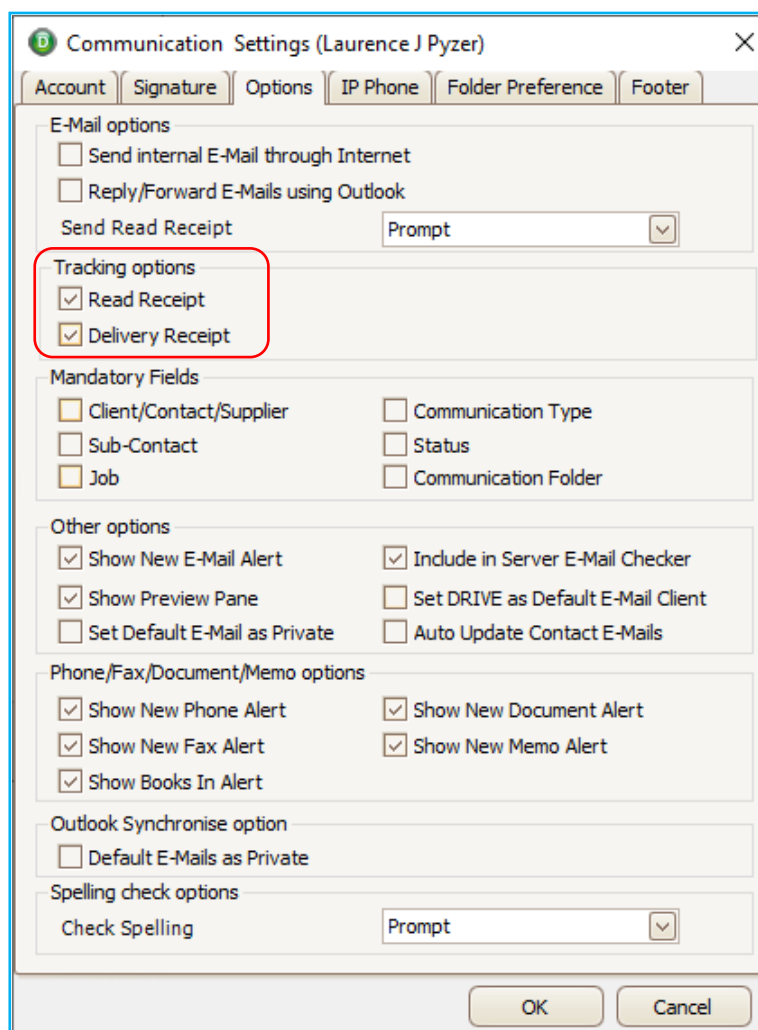 Communication Settings (Laurence J Pyzer)
Account Signature Options IP Phone Folder Preference Footer
E-Mail options
Send internal E-Mail through Internet
Reply/Forward E-Mails using Outlook
Send Read Receipt Prompt
Tracking options
Read Receipt
Delivery Receipt
Mandatory Fields
Client/Contact/Supplier Communication Type
Sub-Contact Status
Job Communication Folder
Other options
Show New E-Mail Alert Include in Server E-Mail Checker
Show Preview Pane Set DRIVE as Default E-Mail Client
Set Default E-Mail as Private Auto Update Contact E-Mails
Phone/Fax/Document/Memo options
Show New Phone Alert Show New Document Alert
Show New Fax Alert Show New Memo Alert
Show Books In Alert
Outlook Synchronise option
Default E-Mails as Private
Spelling check options
Check Spelling Prompt
OK Cancel